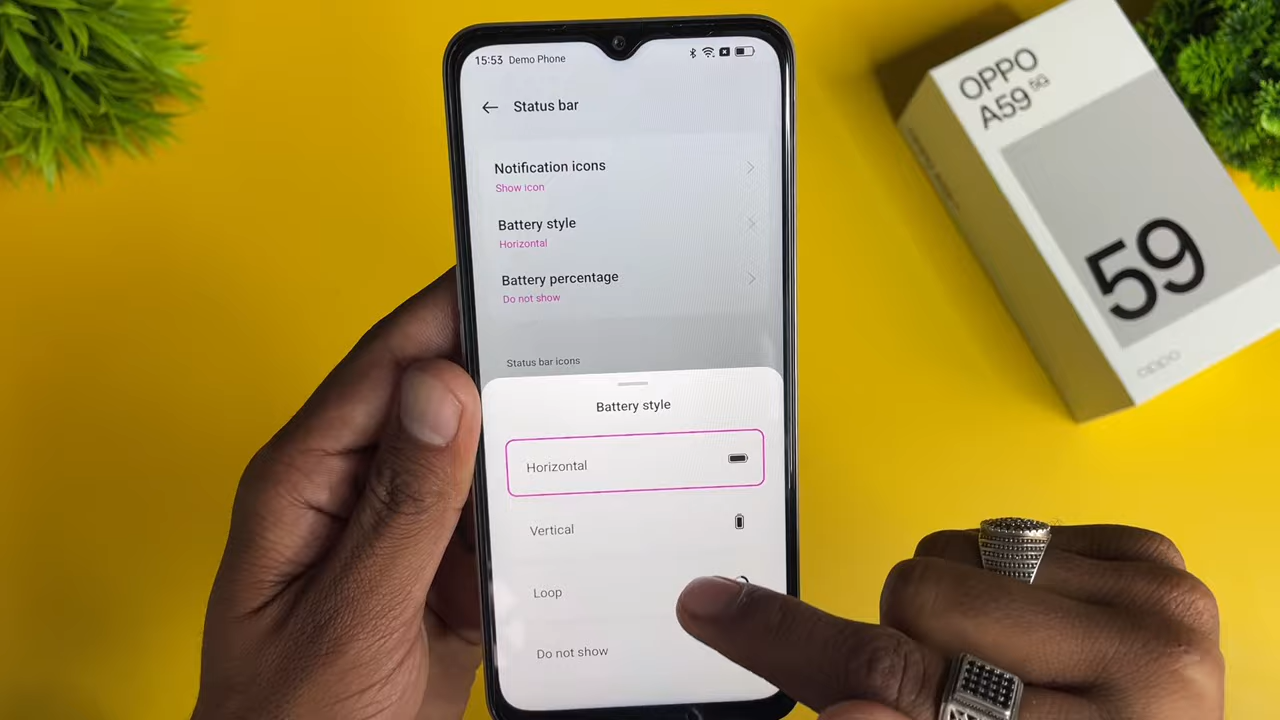 15:53 Demo Phone
Status bar
Notification icons
Show icon
Battery style
Horizontal
Battery percentage
Do not show
Status bar icons
Battery style
Horizontal
Vertical
Loop
Do not show
OPPO
A59 5G
59
oppo